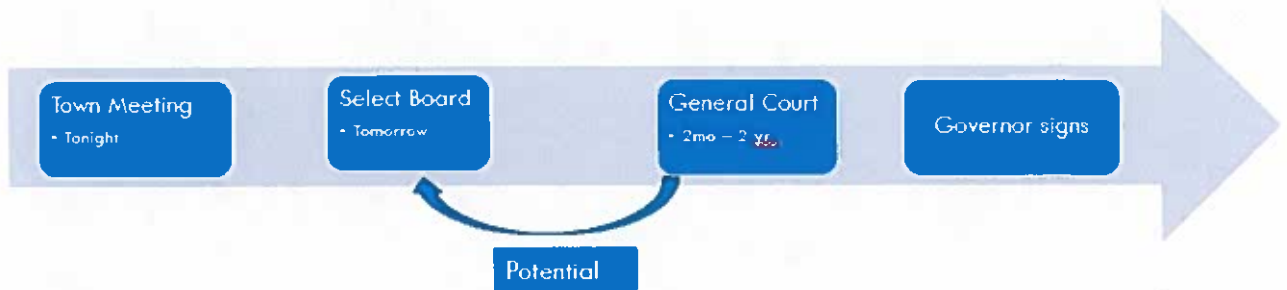 Town Meeting
• Tonight
Select Board
• Tomorrow
General Court
• 2mo – 2 yr.
Governor signs
Potential